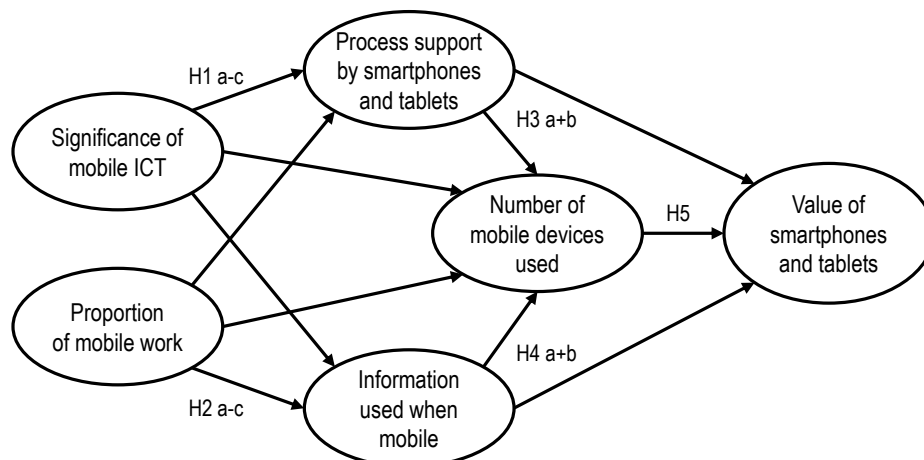 Process support
by smartphones
and tablets
H1 a-c
H3 a+b
Significance of
mobile ICT
Number of
mobile devices
used
H5
Value of
smartphones
and tablets
Proportion
of mobile work
H4 a+b
H2 a-c
Information
used when
mobile